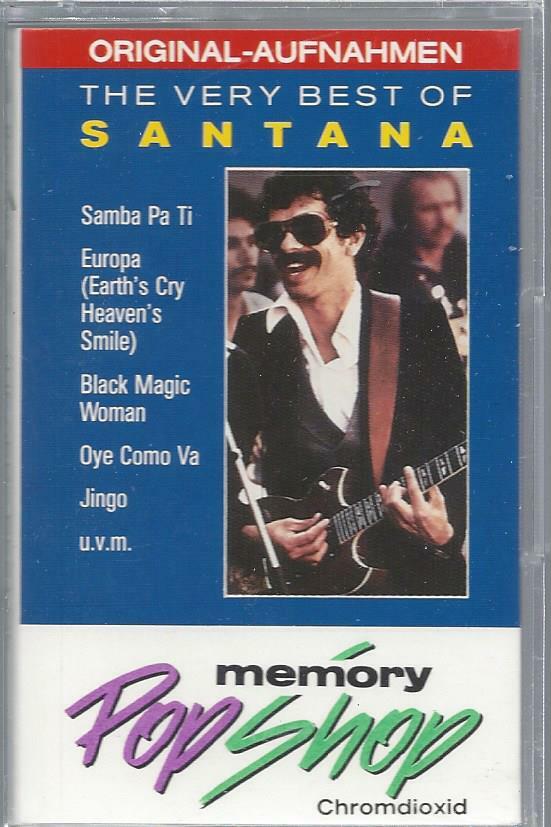 ORIGINAL-AUFNAHMEN
THE VERY BEST OF
SANTANA
Samba Pa Ti
Europa
(Earth's Cry
Heaven's
Smile)
Black Magic
Woman
Oye Como Va
Jingo
u.v.m.
memory
Pop Shop
Chromdioxid